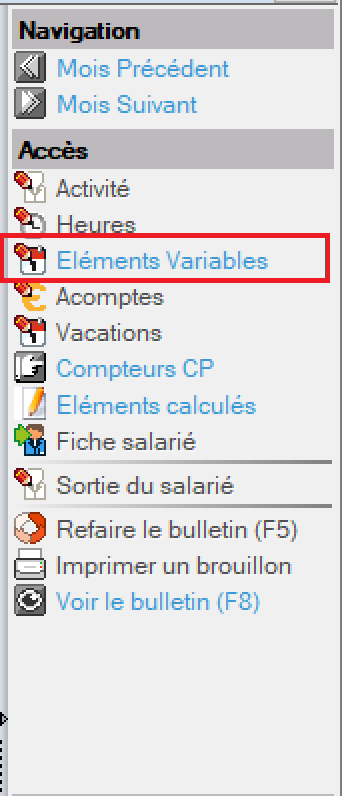 Navigation
Mois Précédent
Mois Suivant
Accès
Activité
Heures
Eléments Variables
Acomptes
Vacations
Compteurs CP
Eléments calculés
Fiche salarié
Sortie du salarié
Refaire le bulletin (F5)
Imprimer un brouillon
Voir le bulletin (F8)